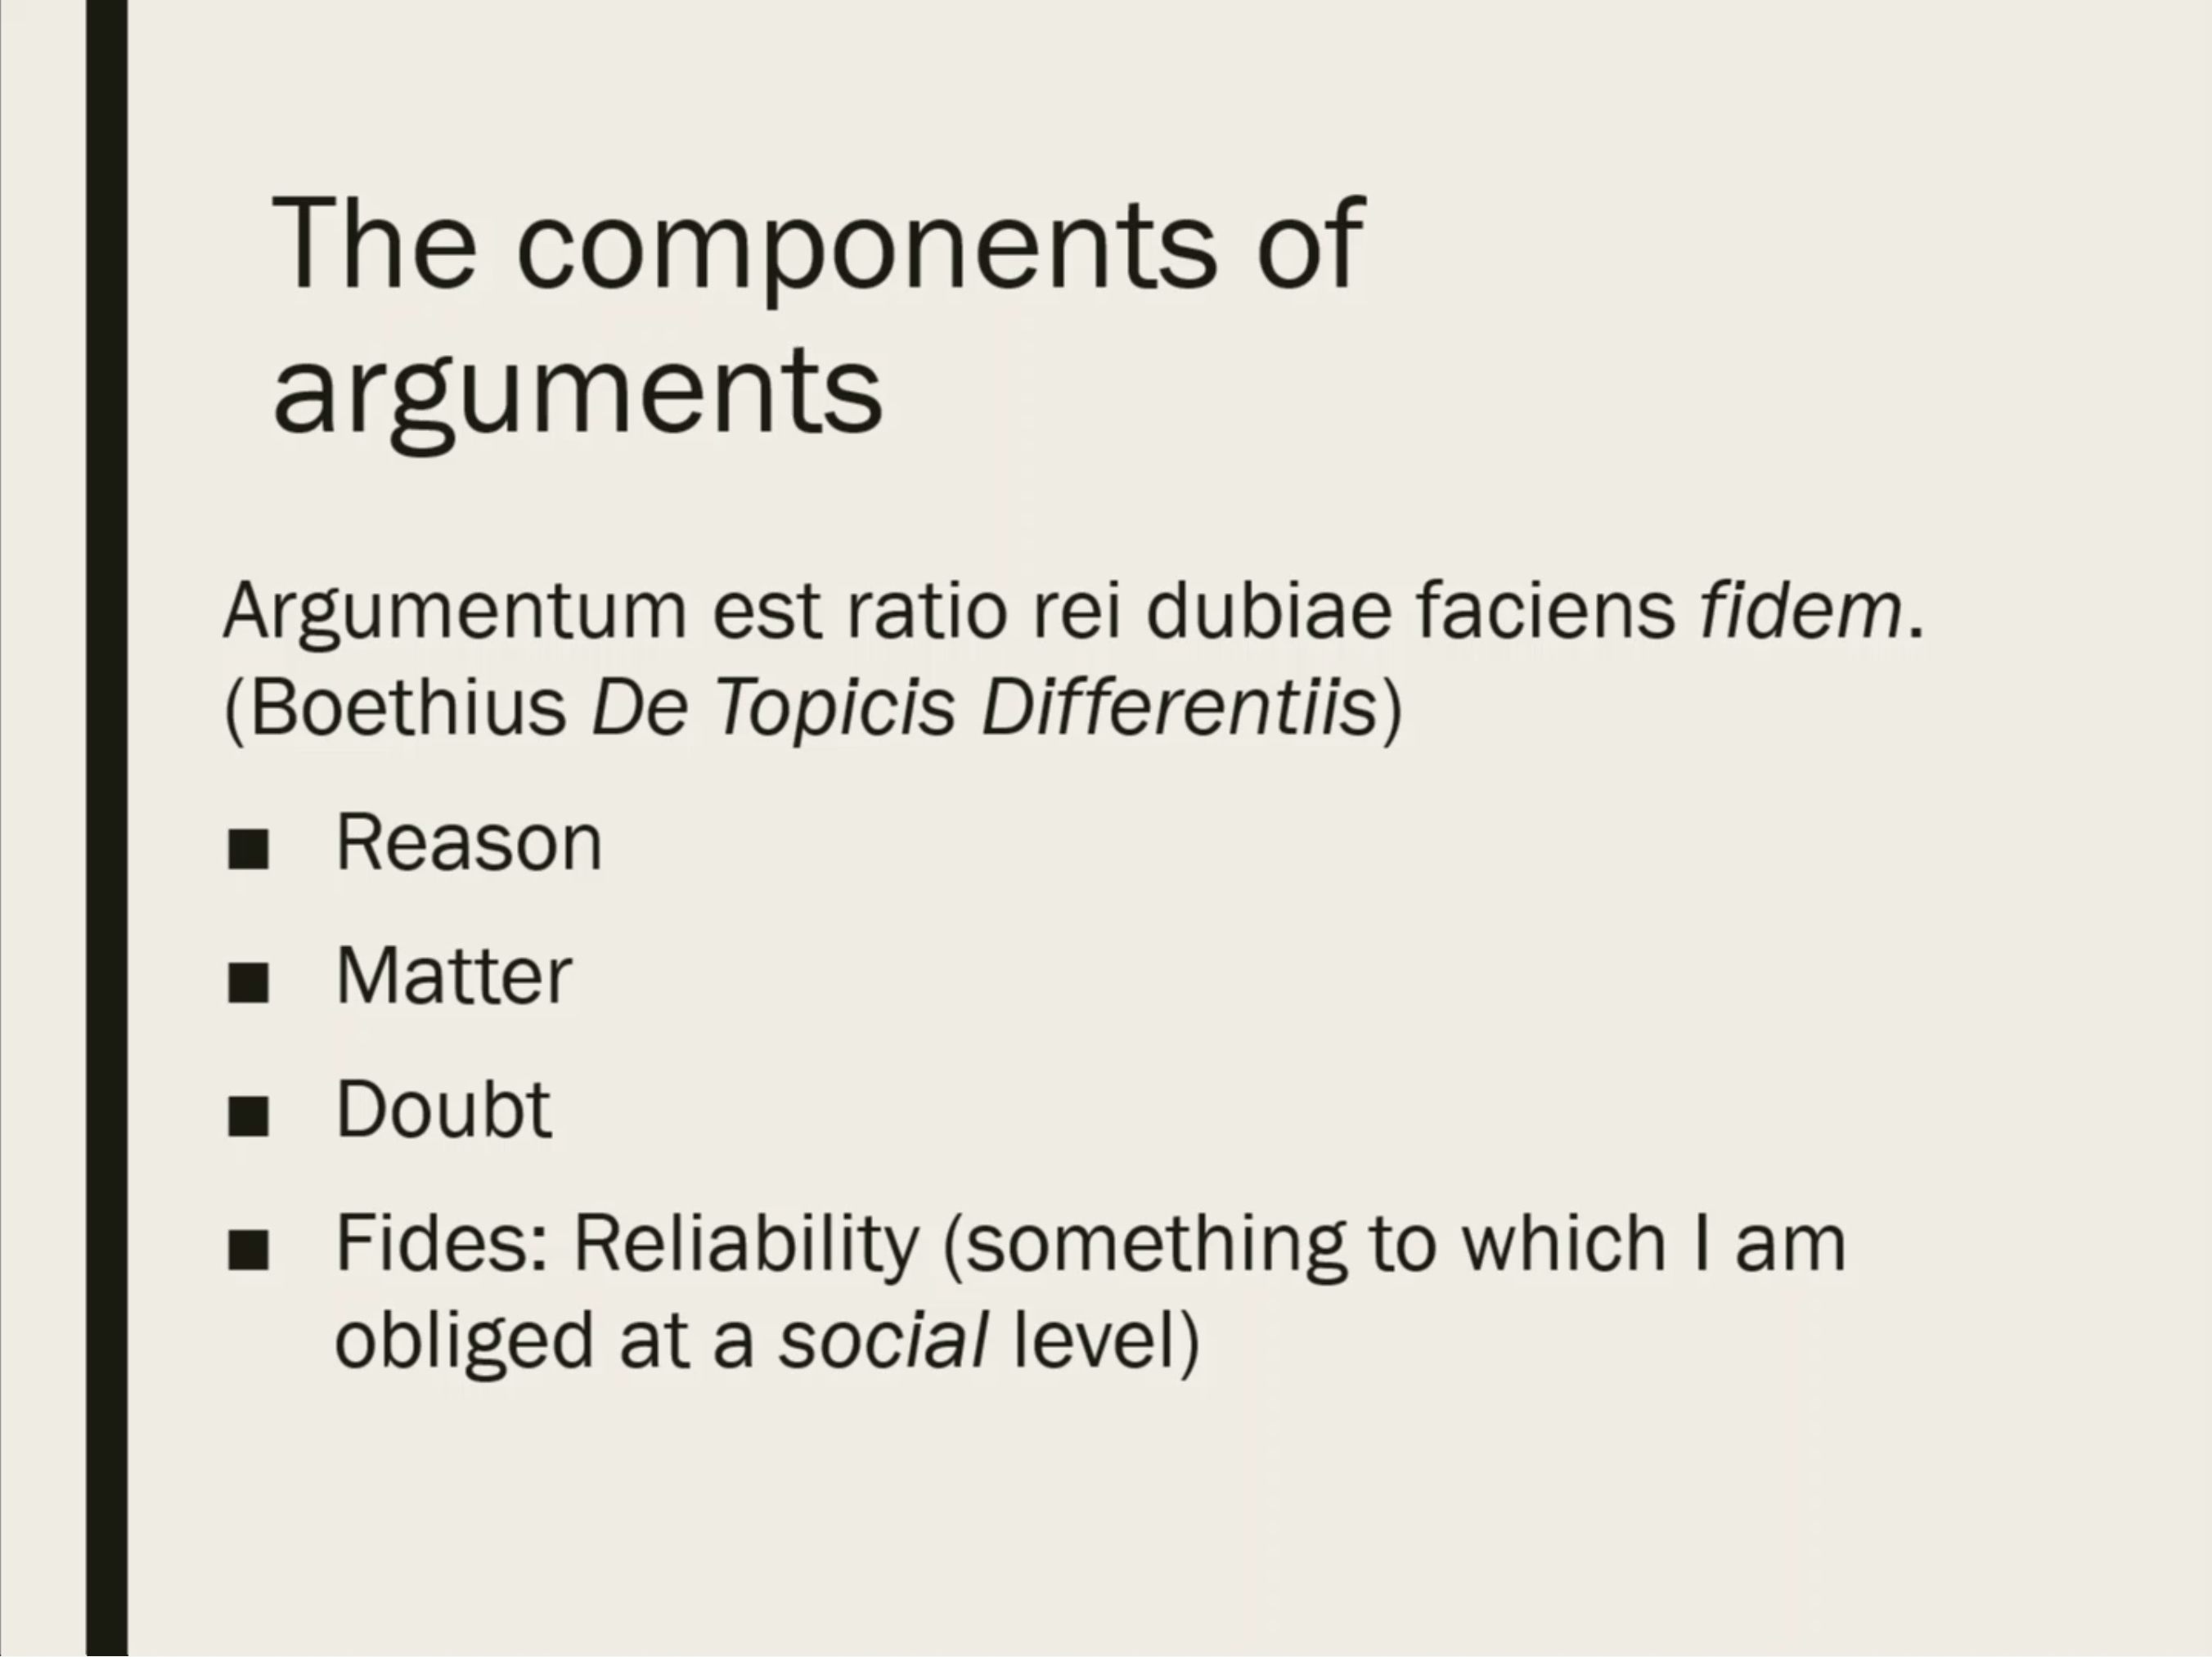 The components of
arguments
Argumentum est ratio rei dubiae faciens fidem.
(Boethius De Topicis Differentiis)
■ Reason
■ Matter
■ Doubt
■ Fides: Reliability (something to which I am
obliged at a social level)